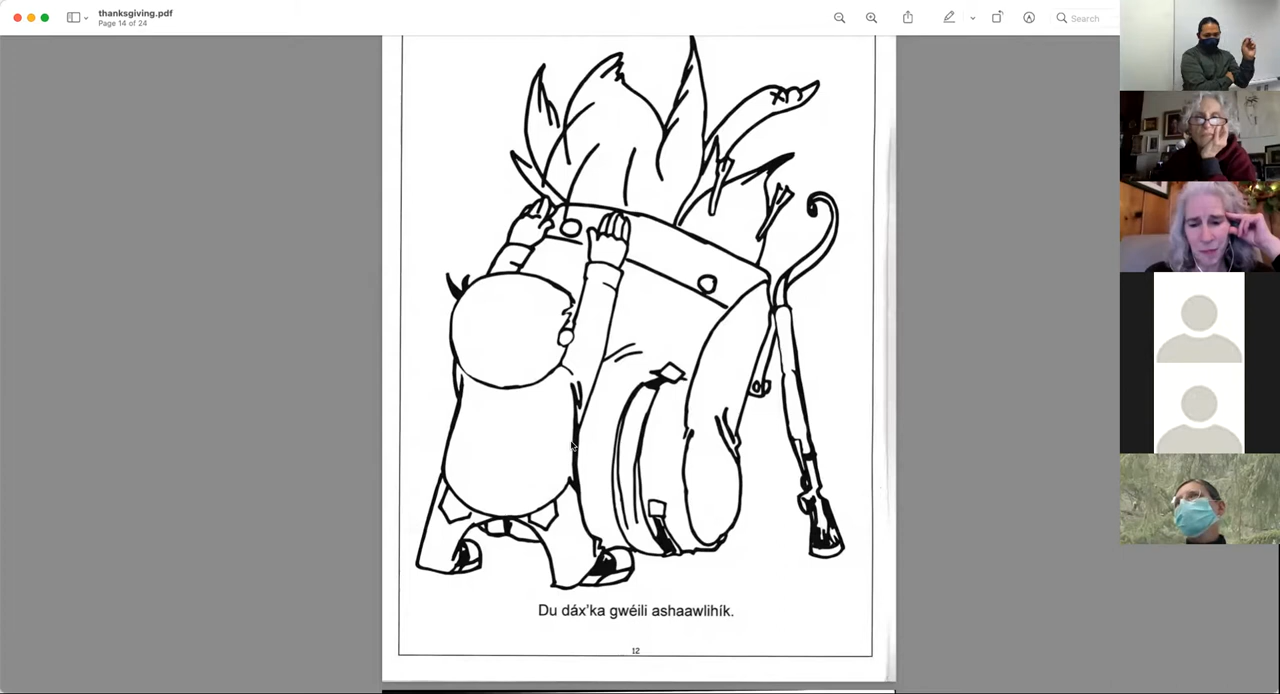 thanksgiving.pdf
Page 14 of 24
Search
Du dáx'ka gwéili ashaawlihík.
12